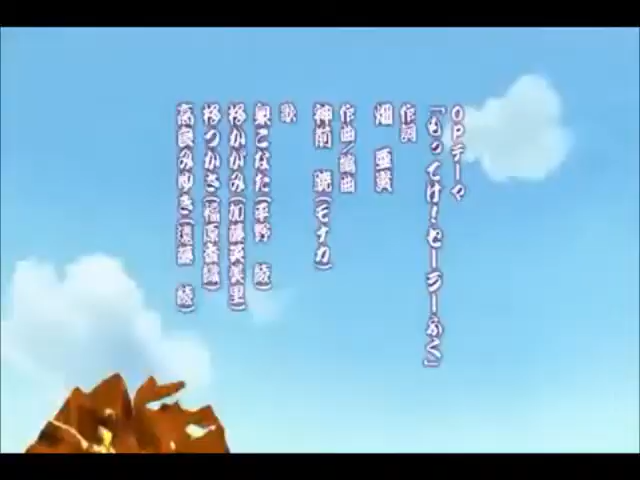 OPテーマ
「もってけ!セーラーふく」
作詞
畑 亜貴
作曲/編曲
神前 暁(モナカ)
歌
泉こなた(平野 綾)
柊かがみ(加藤英美里)
柊つかさ(福原香織)
高良みゆき(遠藤 綾)